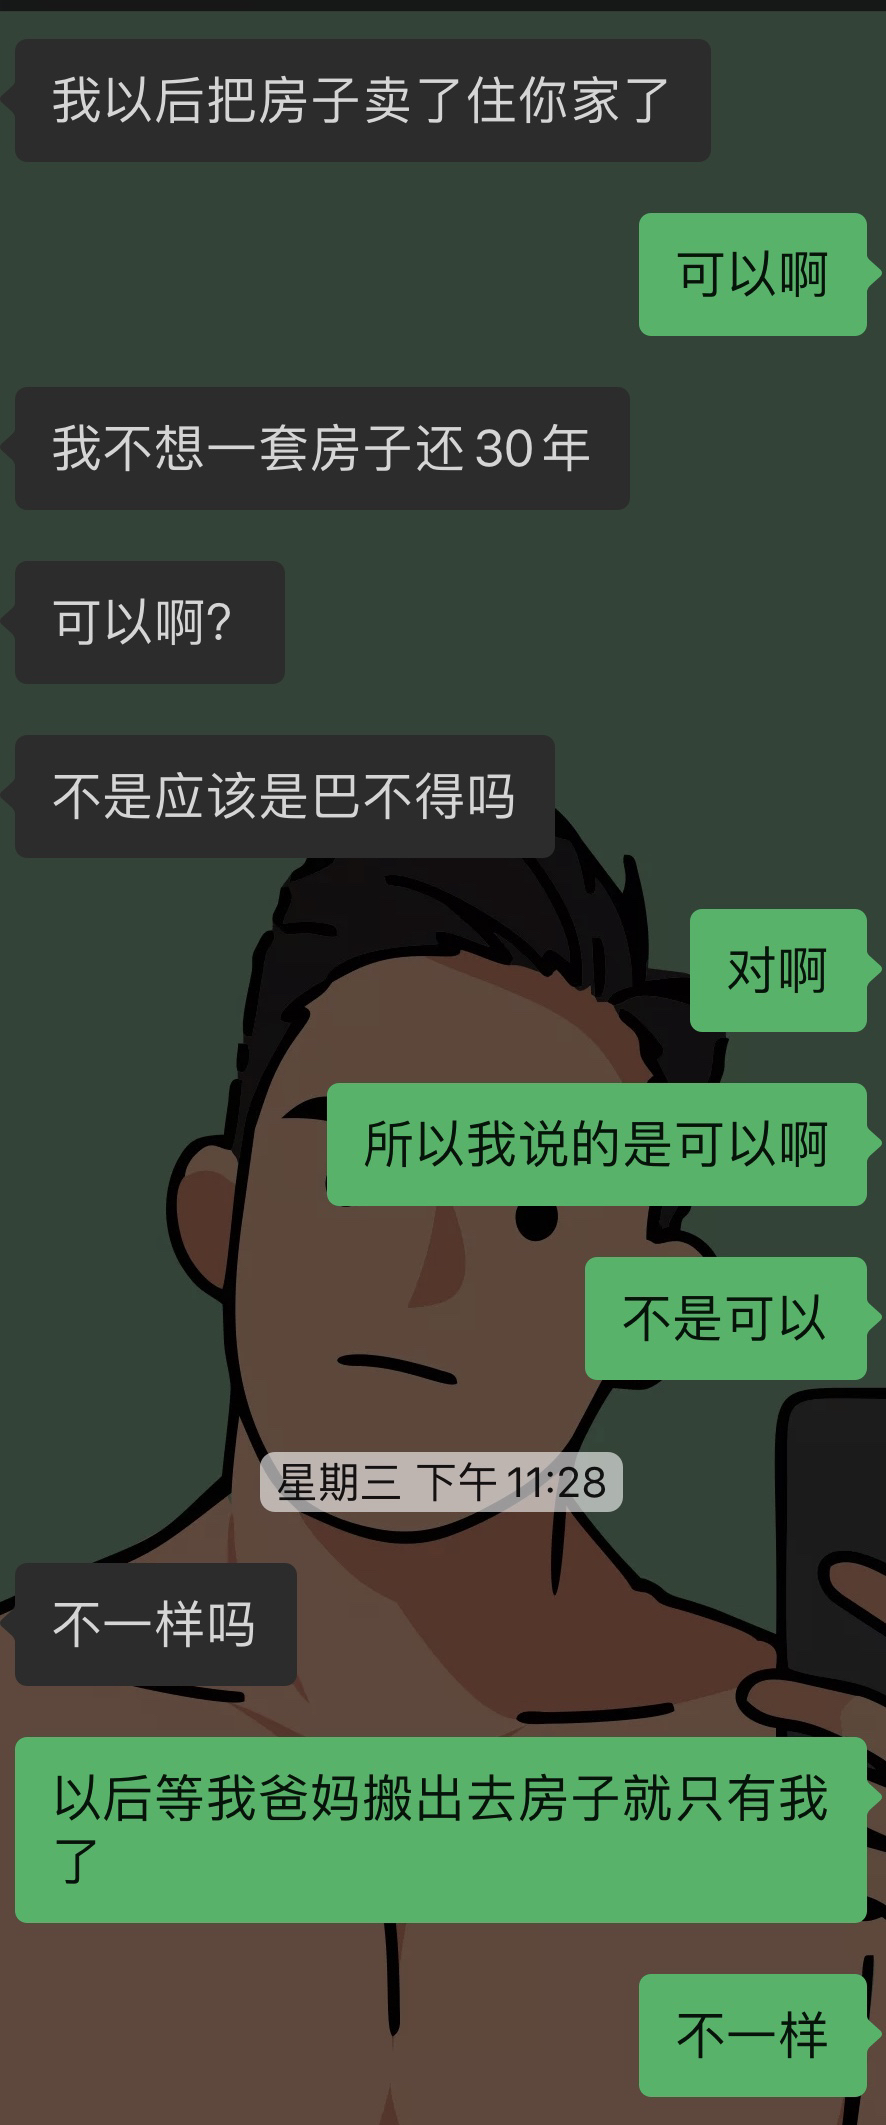 我以后把房子卖了住你家了
可以啊
我不想一套房子还30年
可以啊?
不是应该是巴不得吗
对啊
所以我说的是可以啊
不是可以
星期三 下午 11:28
不一样吗
以后等我爸妈搬出去房子就只有我
了
不一样